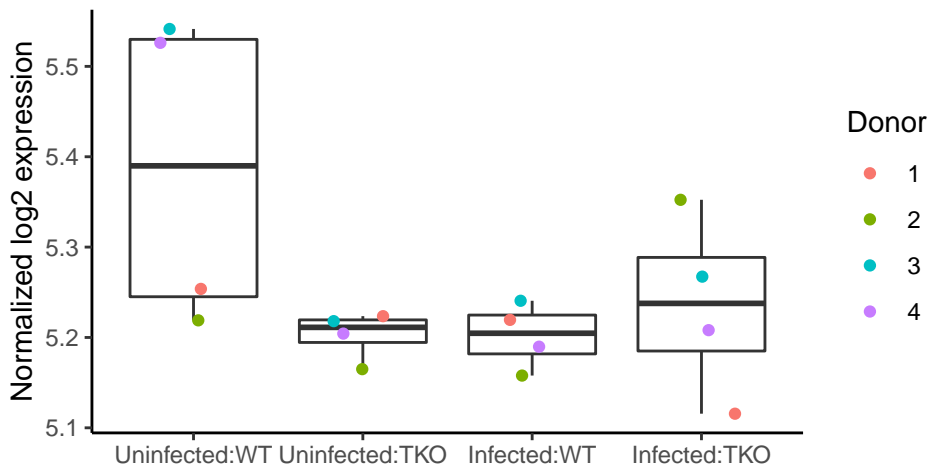 Normalized log2 expression
5.5
5.4
5.3
5.2
5.1
Uninfected:WT
Uninfected:TKO
Infected:WT
Infected:TKO
Donor
1
2
3
4